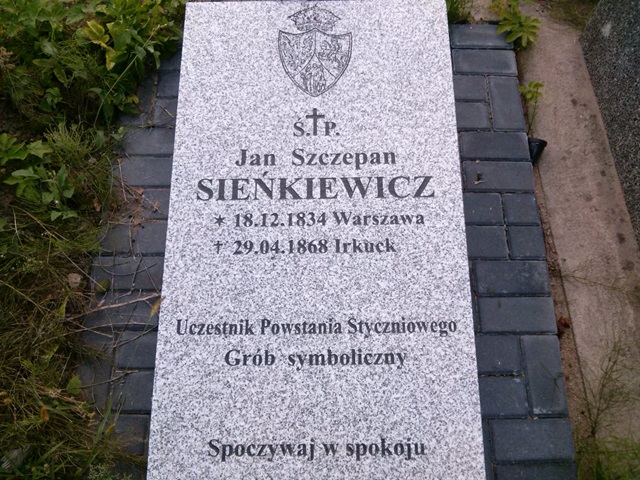 Ś.†P.
Jan Szczepan
SIEŃKIEWICZ
✶ 18.12.1834 Warszawa
† 29.04.1868 Irkuck
Uczestnik Powstania Styczniowego
Grób symboliczny
Spoczywaj w spokoju